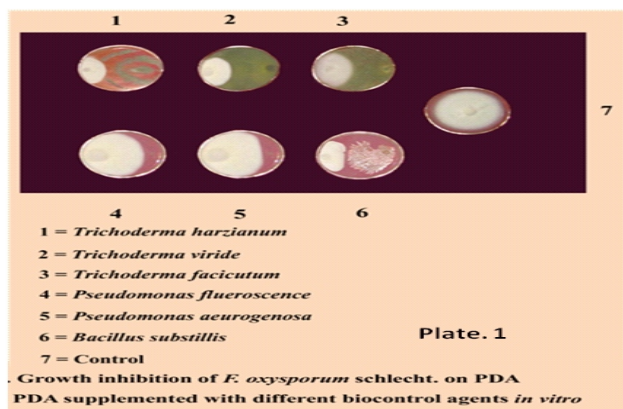 1 2 3
7
4 5 6
1 = Trichoderma harzianum
2 = Trichoderma viride
3 = Trichoderma facicutum
4 = Pseudomonas flueroscence
5 = Pseudomonas aeurogenosa
6 = Bacillus substillis
Plate. 1
7 = Control
. Growth inhibition of F. oxysporum schlecht. on PDA
PDA supplemented with different biocontrol agents in vitro